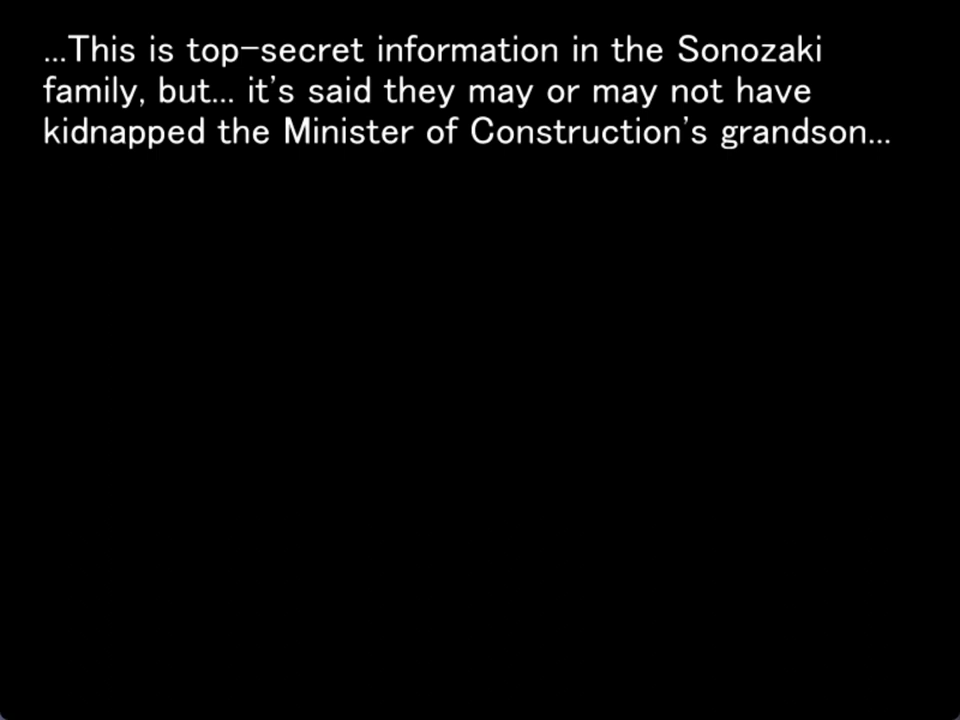 ...This is top-secret information in the Sonozaki
family, but... it's said they may or may not have
kidnapped the Minister of Construction's grandson...